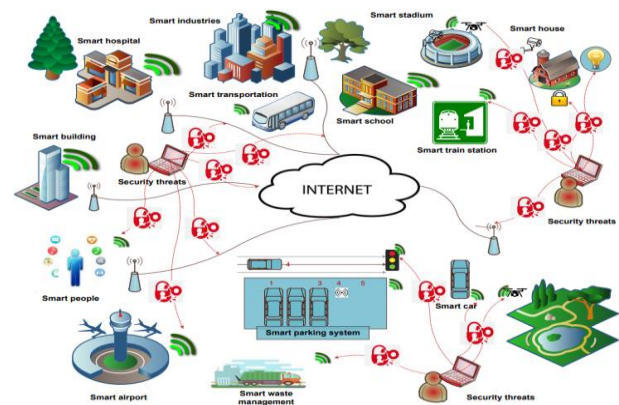 Smart hospital
Smart industries
Smart stadium
Smart house
Smart transportation
Smart school
Smart train station
Smart building
Security threats
INTERNET
Security threats
Smart people
4
1
3
4
5
Smart car
Smart parking system
Smart airport
Smart waste
management
Security threats